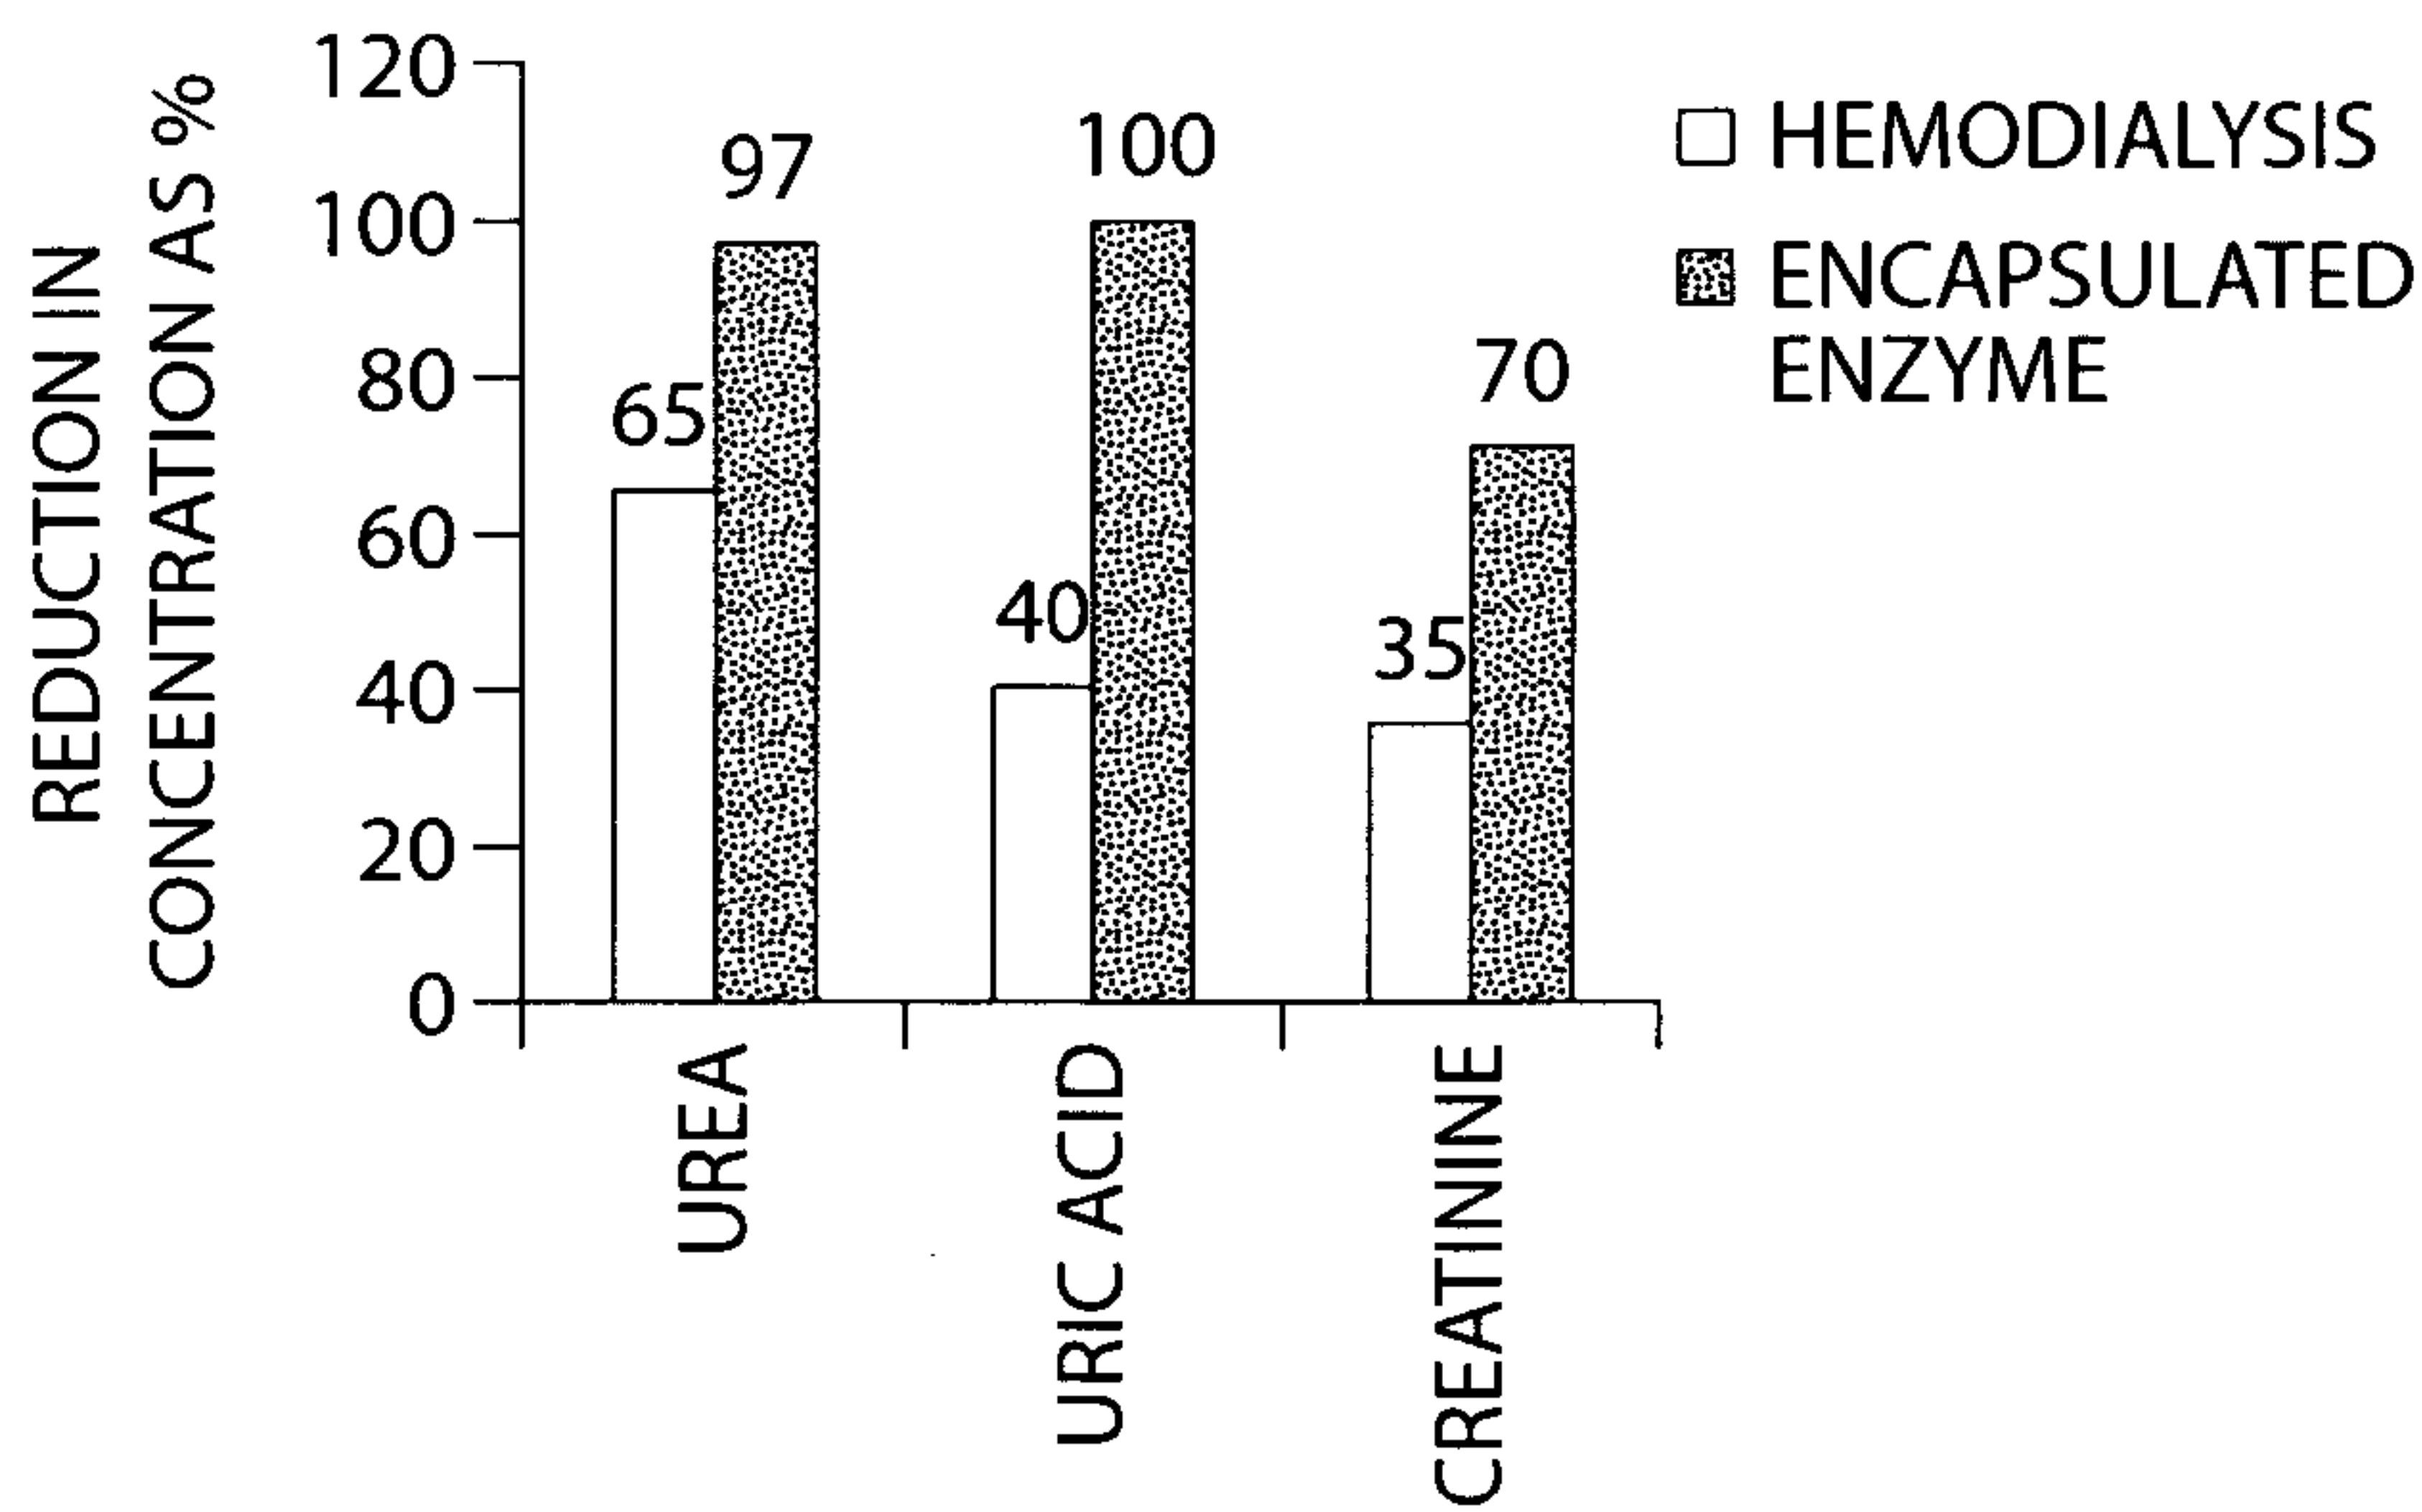 REDUCTION IN
CONCENTRATION AS %
120
100
80
60
40
20
0
65
97
40
100
35
70
UREA
URIC ACID
CREATININE
HEMODIALYSIS
ENCAPSULATED
ENZYME